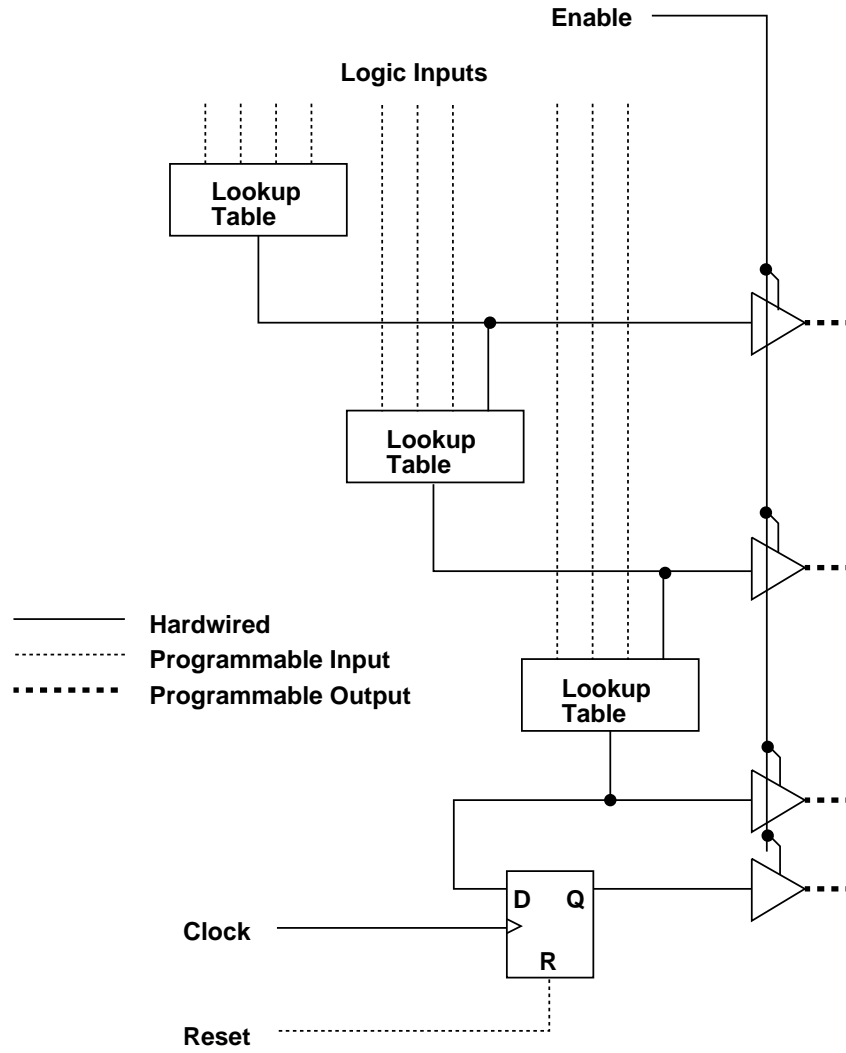 Enable
Logic Inputs
Lookup
Table
Lookup
Table
Hardwired
Programmable Input
Programmable Output
Lookup
Table
D Q
Clock
R
Reset